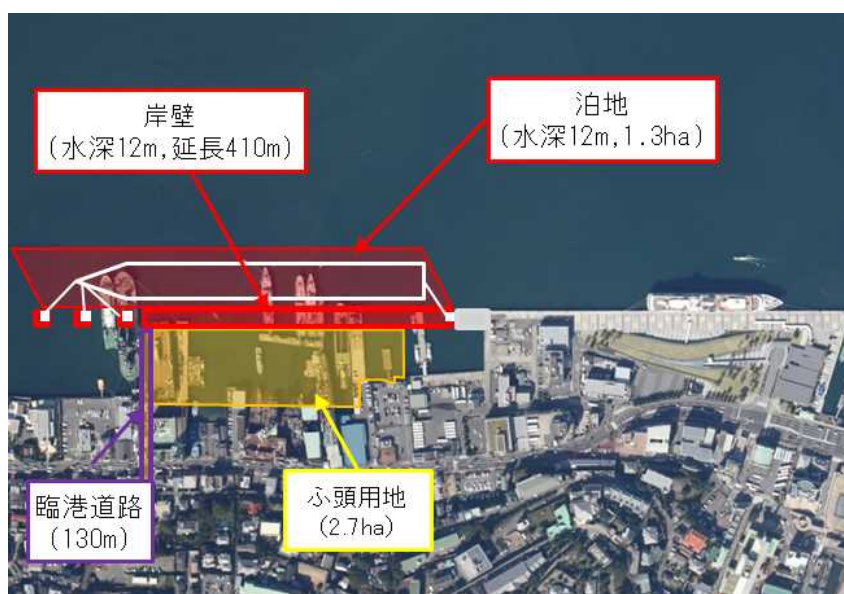 岸壁
(水深12m,延長410m)
泊地
(水深12m,1.3ha)
臨港道路
(130m)
ふ頭用地
(2.7ha)